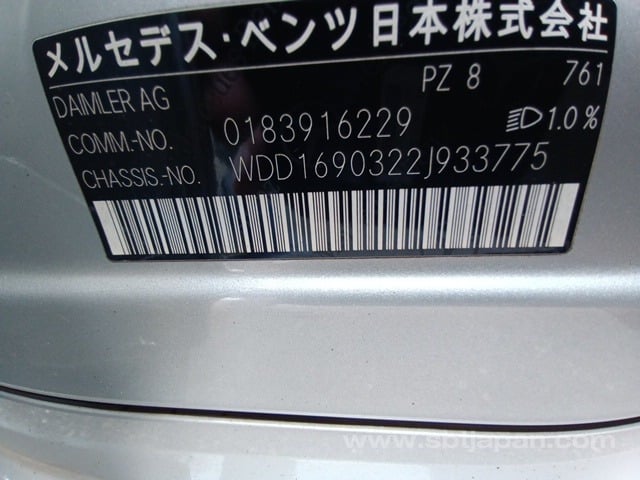 メルセデス・ベンツ日本株式会社
DAIMLER AG PZ 8 761
COMM.-NO. 0183916229 1.0%
CHASSIS.-NO. WDD1690322J933775
www.sbtjapan.com